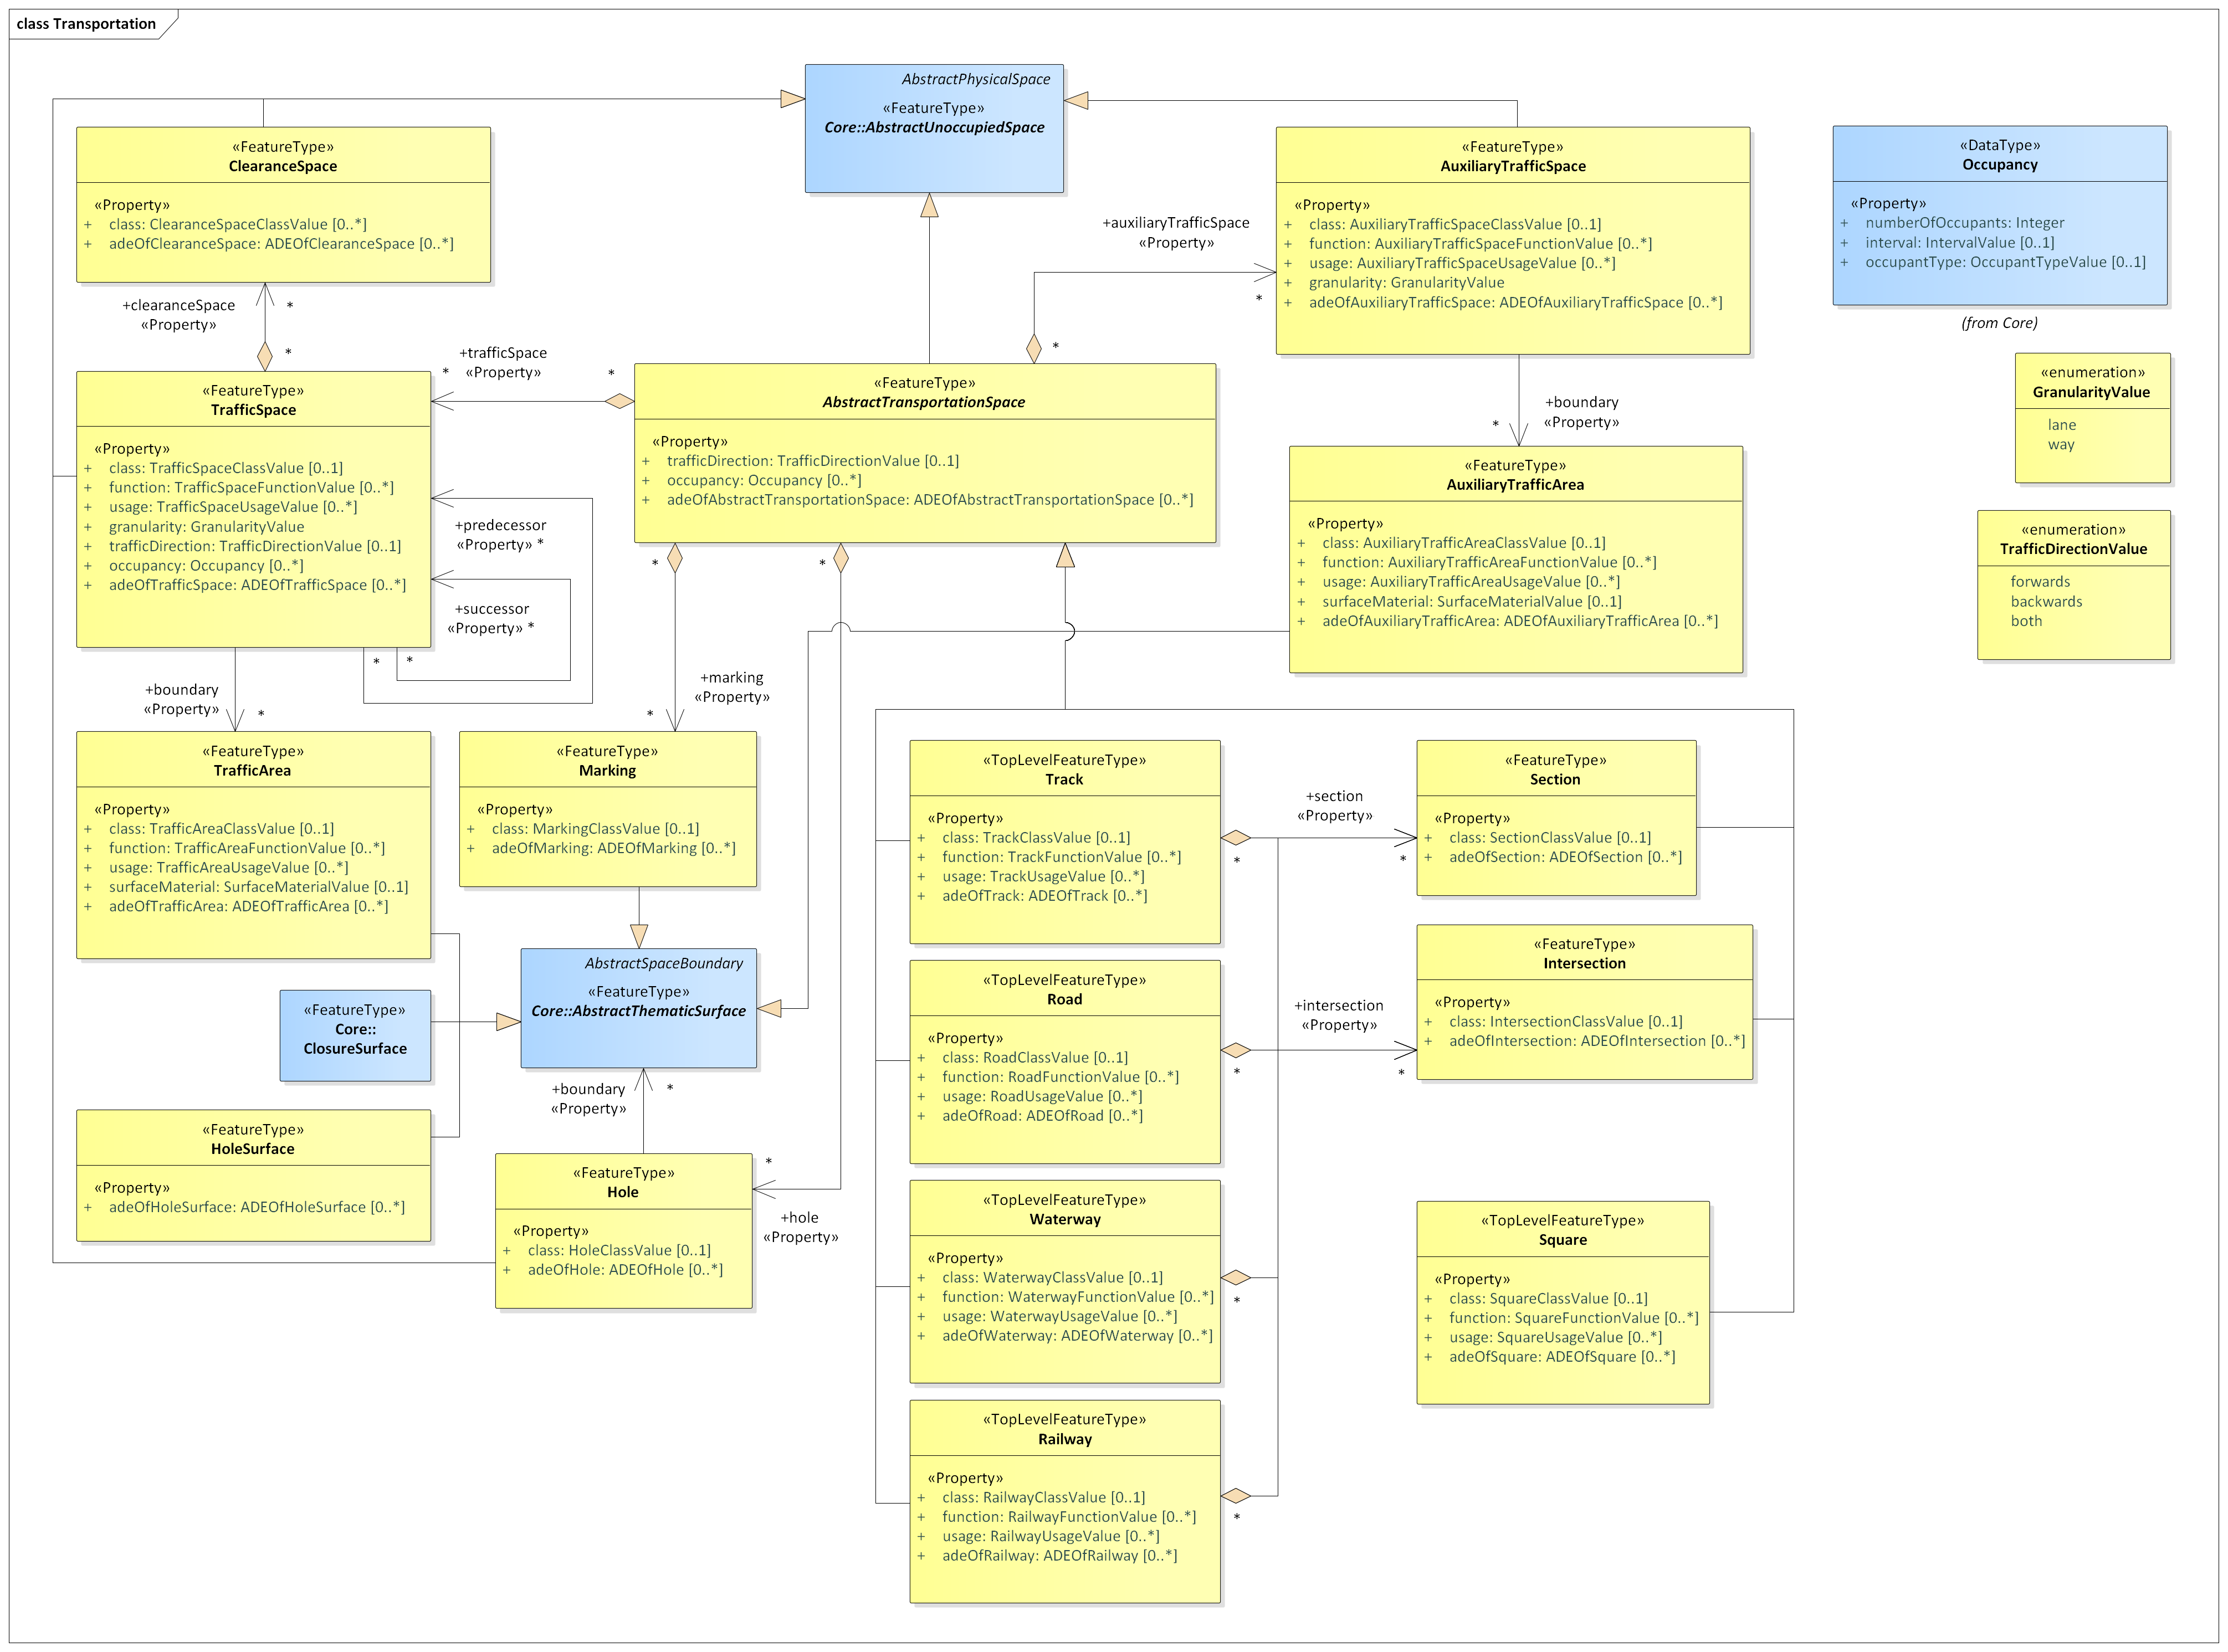 class Transportation
AbstractPhysicalSpace
«FeatureType»
Core::AbstractUnoccupiedSpace
«FeatureType»
ClearanceSpace
«Property»
+ class: ClearanceSpaceClassValue [0..*]
+ adeOfClearanceSpace: ADEOfClearanceSpace [0..*]
«FeatureType»
AuxiliaryTrafficSpace
«Property»
+ class: AuxiliaryTrafficSpaceClassValue [0..1]
+ function: AuxiliaryTrafficSpaceFunctionValue [0..*]
+ usage: AuxiliaryTrafficSpaceUsageValue [0..*]
+ granularity: GranularityValue
+ adeOfAuxiliaryTrafficSpace: ADEOfAuxiliaryTrafficSpace [0..*]
«DataType»
Occupancy
«Property»
+ numberOfOccupants: Integer
+ interval: IntervalValue [0..1]
+ occupantType: OccupantTypeValue [0..1]
(from Core)
+auxiliaryTrafficSpace
«Property»
*
*
+clearanceSpace
«Property»
*
*
+trafficSpace
«Property»
*
*
«FeatureType»
TrafficSpace
«Property»
+ class: TrafficSpaceClassValue [0..1]
+ function: TrafficSpaceFunctionValue [0..*]
+ usage: TrafficSpaceUsageValue [0..*]
+ granularity: GranularityValue
+ trafficDirection: TrafficDirectionValue [0..1]
+ occupancy: Occupancy [0..*]
+ adeOfTrafficSpace: ADEOfTrafficSpace [0..*]
«FeatureType»
AbstractTransportationSpace
«Property»
+ trafficDirection: TrafficDirectionValue [0..1]
+ occupancy: Occupancy [0..*]
+ adeOfAbstractTransportationSpace: ADEOfAbstractTransportationSpace [0..*]
+boundary
«Property»
*
«enumeration»
GranularityValue
lane
way
«FeatureType»
AuxiliaryTrafficArea
«Property»
+ class: AuxiliaryTrafficAreaClassValue [0..1]
+ function: AuxiliaryTrafficAreaFunctionValue [0..*]
+ usage: AuxiliaryTrafficAreaUsageValue [0..*]
+ surfaceMaterial: SurfaceMaterialValue [0..1]
+ adeOfAuxiliaryTrafficArea: ADEOfAuxiliaryTrafficArea [0..*]
«enumeration»
TrafficDirectionValue
forwards
backwards
both
+predecessor
«Property» *
+successor
«Property» *
*
*
*
*
+boundary
«Property»
*
+marking
«Property»
*
«FeatureType»
TrafficArea
«Property»
+ class: TrafficAreaClassValue [0..1]
+ function: TrafficAreaFunctionValue [0..*]
+ usage: TrafficAreaUsageValue [0..*]
+ surfaceMaterial: SurfaceMaterialValue [0..1]
+ adeOfTrafficArea: ADEOfTrafficArea [0..*]
«FeatureType»
Marking
«Property»
+ class: MarkingClassValue [0..1]
+ adeOfMarking: ADEOfMarking [0..*]
«TopLevelFeatureType»
Track
«Property»
+ class: TrackClassValue [0..1]
+ function: TrackFunctionValue [0..*]
+ usage: TrackUsageValue [0..*]
+ adeOfTrack: ADEOfTrack [0..*]
+section
«Property»
*
*
«FeatureType»
Section
«Property»
+ class: SectionClassValue [0..1]
+ adeOfSection: ADEOfSection [0..*]
AbstractSpaceBoundary
«FeatureType»
Core::AbstractThematicSurface
«FeatureType»
Core::
ClosureSurface
«TopLevelFeatureType»
Road
«Property»
+ class: RoadClassValue [0..1]
+ function: RoadFunctionValue [0..*]
+ usage: RoadUsageValue [0..*]
+ adeOfRoad: ADEOfRoad [0..*]
+intersection
«Property»
*
*
«FeatureType»
Intersection
«Property»
+ class: IntersectionClassValue [0..1]
+ adeOfIntersection: ADEOfIntersection [0..*]
+boundary
«Property»
*
«FeatureType»
HoleSurface
«Property»
+ adeOfHoleSurface: ADEOfHoleSurface [0..*]
«FeatureType»
Hole
«Property»
+ class: HoleClassValue [0..1]
+ adeOfHole: ADEOfHole [0..*]
*
+hole
«Property»
«TopLevelFeatureType»
Waterway
«Property»
+ class: WaterwayClassValue [0..1]
+ function: WaterwayFunctionValue [0..*]
+ usage: WaterwayUsageValue [0..*]
+ adeOfWaterway: ADEOfWaterway [0..*]
*
«TopLevelFeatureType»
Square
«Property»
+ class: SquareClassValue [0..1]
+ function: SquareFunctionValue [0..*]
+ usage: SquareUsageValue [0..*]
+ adeOfSquare: ADEOfSquare [0..*]
«TopLevelFeatureType»
Railway
«Property»
+ class: RailwayClassValue [0..1]
+ function: RailwayFunctionValue [0..*]
+ usage: RailwayUsageValue [0..*]
+ adeOfRailway: ADEOfRailway [0..*]
*